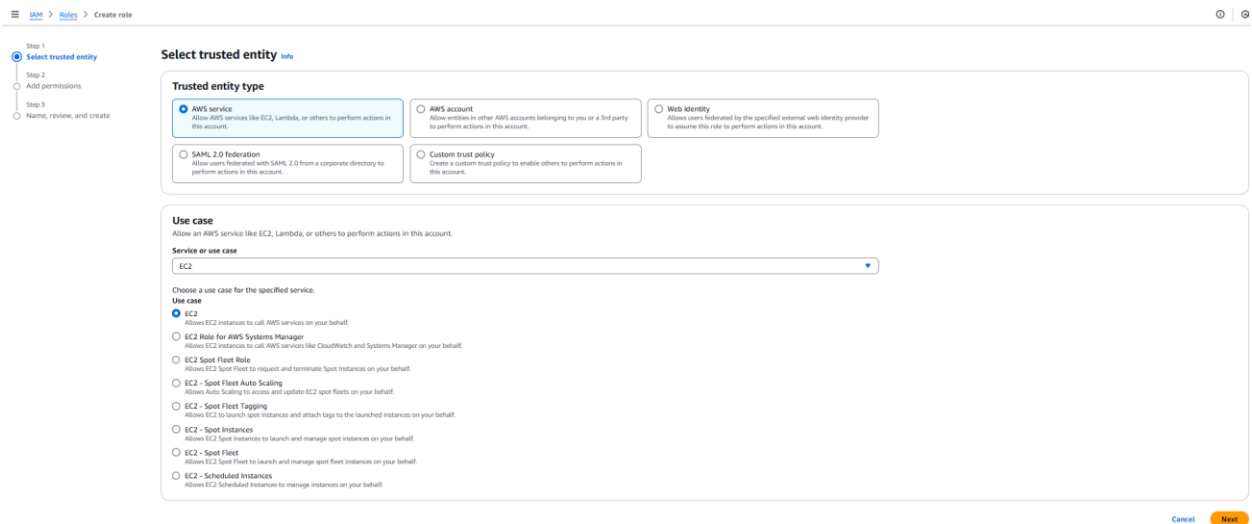 IAM > Roles > Create role
Step 1
Select trusted entity
Step 2
Add permissions
Step 3
Name, review, and create
Select trusted entity Info
Trusted entity type
AWS service
Allow AWS services like EC2, Lambda, or others to perform actions in
this account.
AWS account
Allow entities in other AWS accounts belonging to you or a 3rd party
to perform actions in this account.
Web identity
Allows users federated by the specified external web identity provider
to assume this role to perform actions in this account.
SAML 2.0 federation
Allow users federated with SAML 2.0 from a corporate directory to
perform actions in this account.
Custom trust policy
Create a custom trust policy to enable others to perform actions in
this account.
Use case
Allow an AWS service like EC2, Lambda, or others to perform actions in this account.
Service or use case
EC2
Choose a use case for the specified service.
Use case
EC2
Allows EC2 instances to call AWS services on your behalf.
EC2 Role for AWS Systems Manager
Allows EC2 instances to call AWS services like CloudWatch and Systems Manager on your behalf.
EC2 Spot Fleet Role
Allows EC2 Spot Fleet to request and terminate Spot Instances on your behalf.
EC2 - Spot Fleet Auto Scaling
Allows Auto Scaling to access and update EC2 spot fleets on your behalf.
EC2 - Spot Fleet Tagging
Allows EC2 to launch spot instances and attach tags to the launched instances on your behalf.
EC2 - Spot Instances
Allows EC2 Spot Instances to launch and manage spot instances on your behalf.
EC2 - Spot Fleet
Allows EC2 Spot Fleet to launch and manage spot fleet instances on your behalf.
EC2 - Scheduled Instances
Allows EC2 Scheduled Instances to manage instances on your behalf.
Cancel
Next